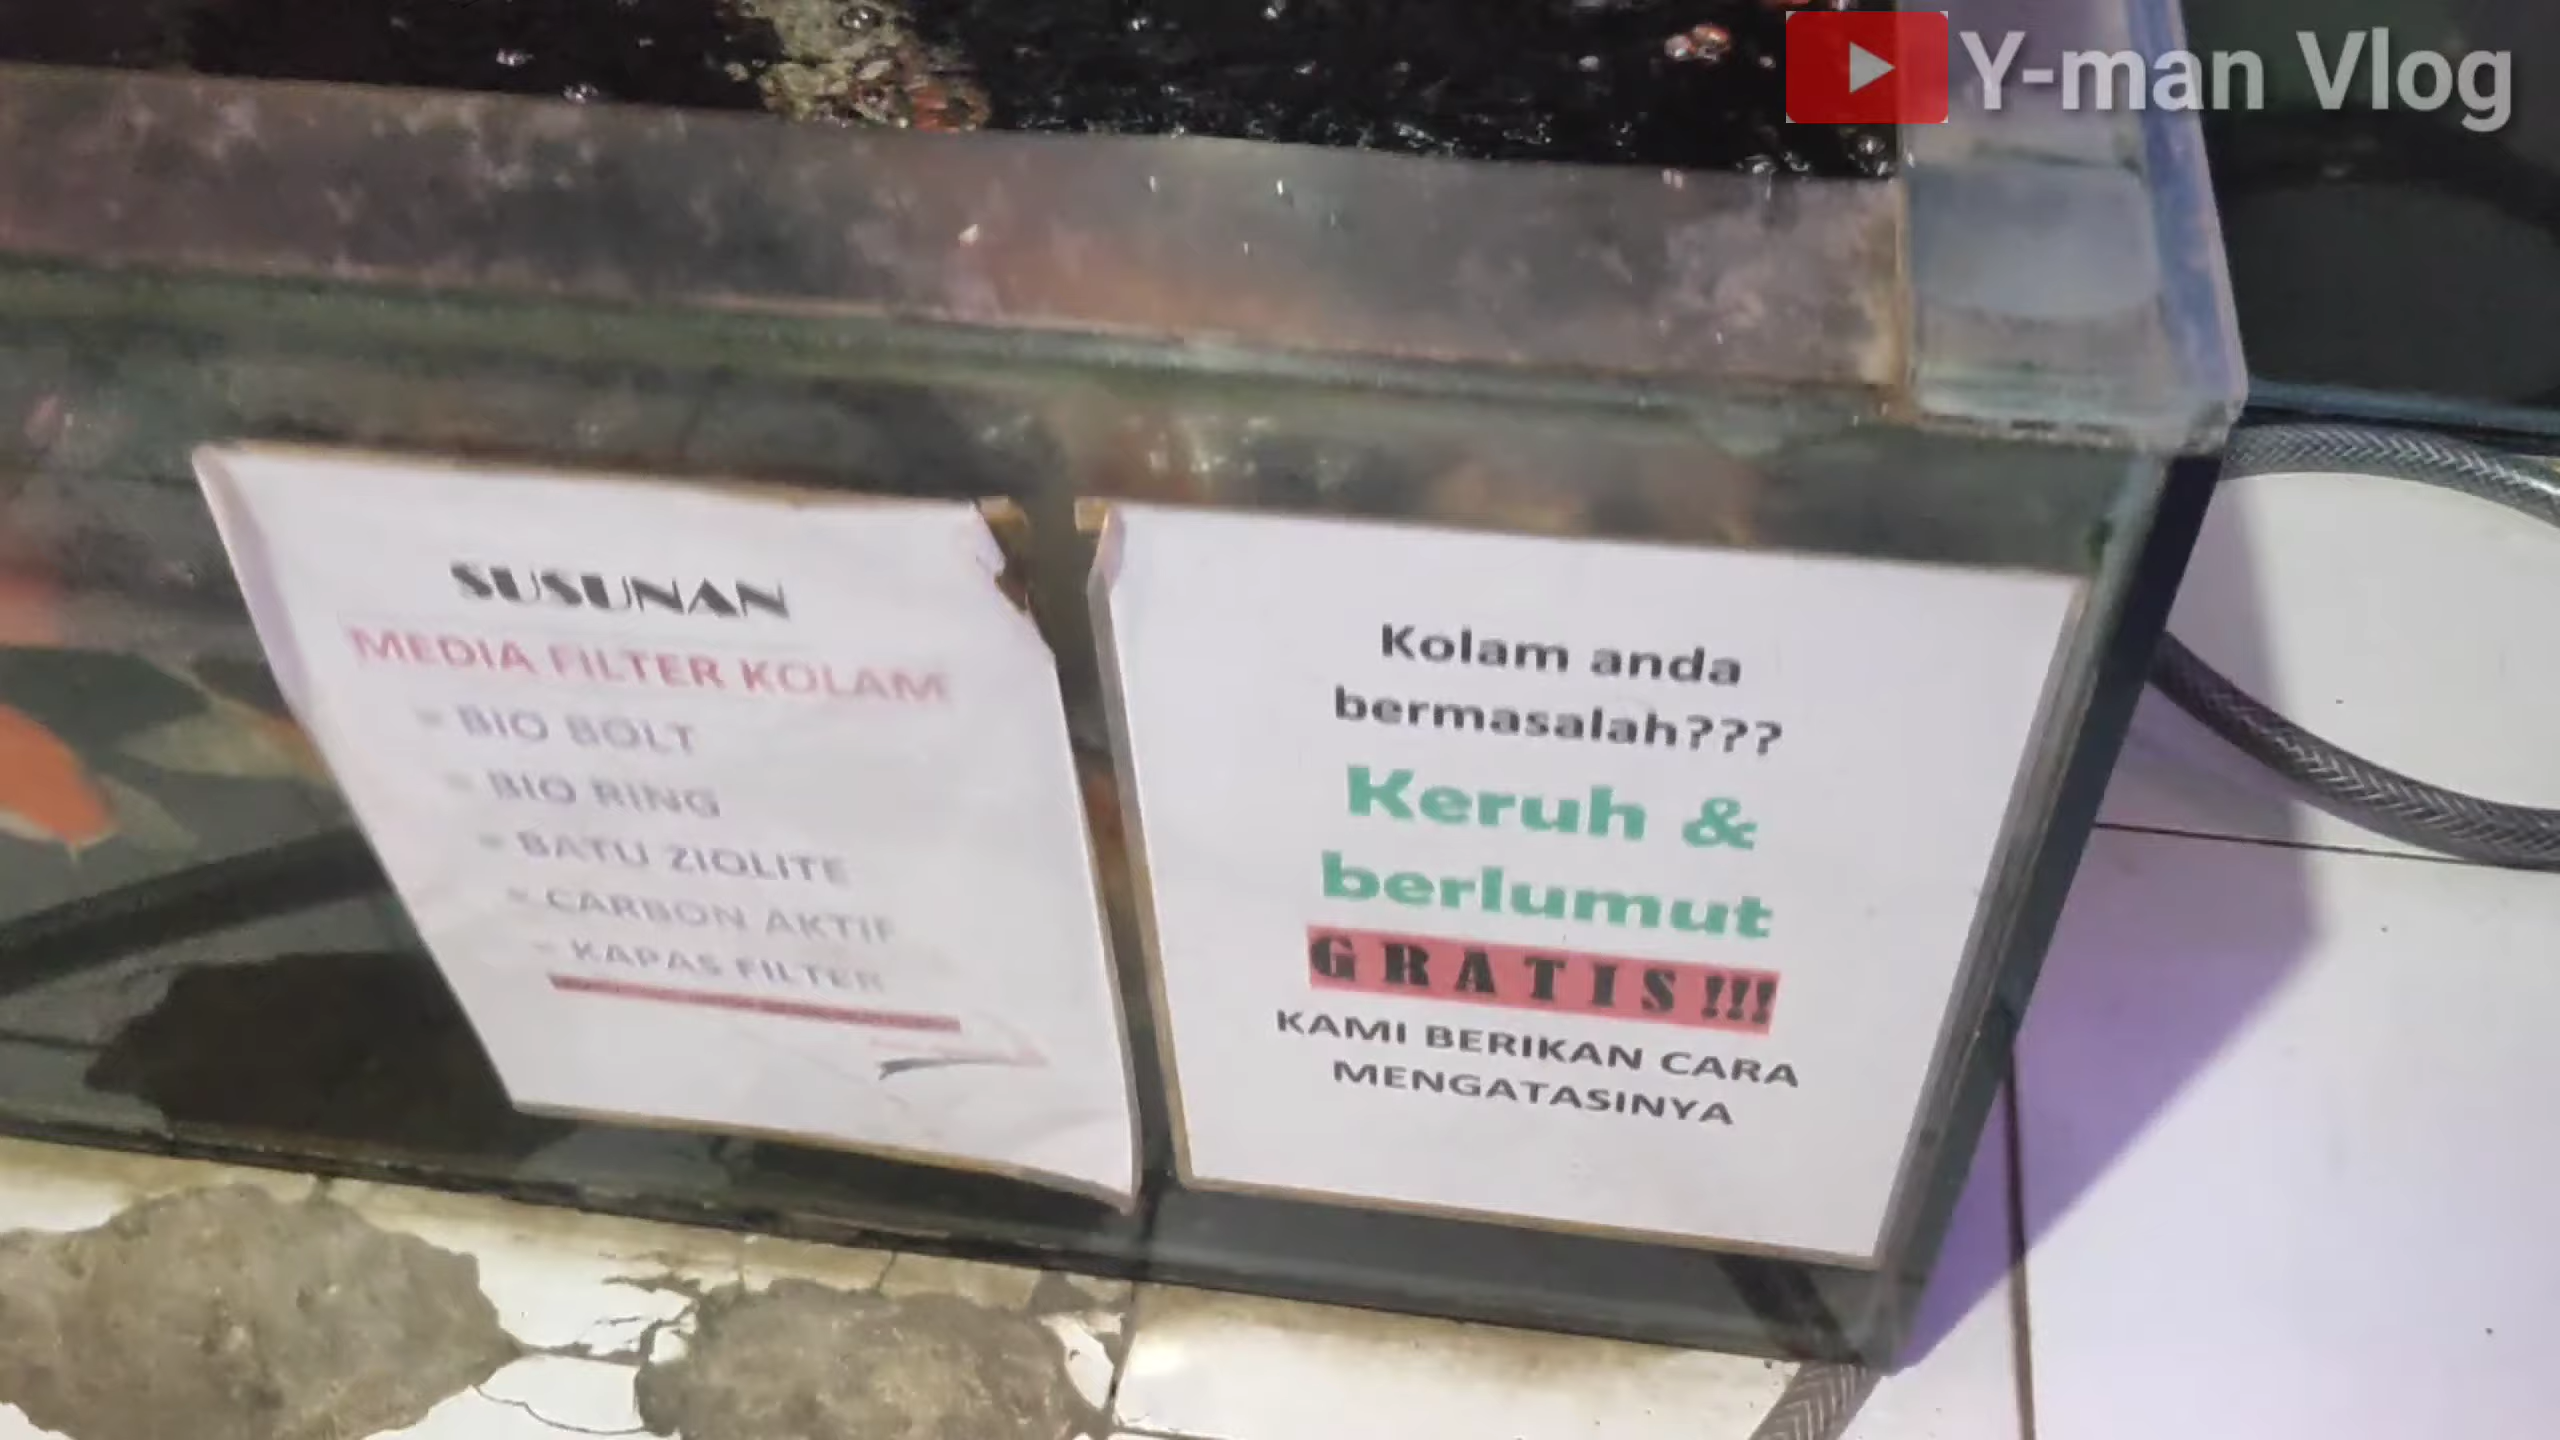 Y-man Vlog
SUSUNAN
MEDIA FILTER KOLAM
- BIO BOLT
- BIO RING
- BATU ZIOLITE
- CARBON AKTIF
- KAPAS FILTER
Kolam anda
bermasalah???
Keruh &
berlumut
GRATIS!!!
KAMI BERIKAN CARA
MENGATASINYA